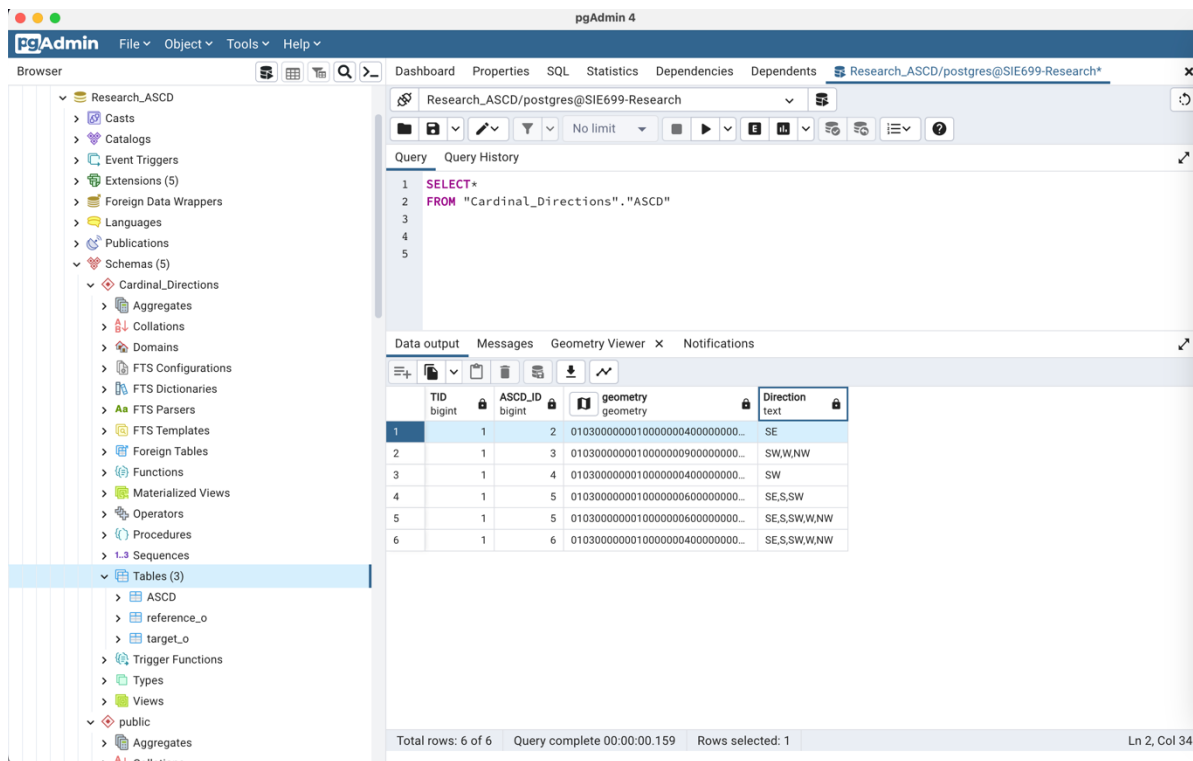 pgAdmin 4
pgAdmin File Object Tools Help
Browser
Dashboard Properties SQL Statistics Dependencies Dependents Research_ASCD/postgres@SIE699-Research*
Research_ASCD
Casts
Catalogs
Event Triggers
Extensions (5)
Foreign Data Wrappers
Languages
Publications
Schemas (5)
Cardinal_Directions
Aggregates
Collations
Domains
FTS Configurations
FTS Dictionaries
Aa FTS Parsers
FTS Templates
Foreign Tables
Functions
Materialized Views
Operators
Procedures
1..3 Sequences
Tables (3)
ASCD
reference_o
target_o
Trigger Functions
Types
Views
public
Aggregates
Research_ASCD/postgres@SIE699-Research
No limit
E
Query Query History
1 SELECT*
2 FROM "Cardinal_Directions"."ASCD"
3
4
5
Data output Messages Geometry Viewer Notifications
TID ASCD_ID geometry Direction
bigint bigint geometry text
1 1 2 SE
2 1 3 SW,W,NW
3 1 4 SW
4 1 5 SE,S,SW
5 1 5 SE,S,SW,W,NW
6 1 6 SE,S,SW,W,NW
Total rows: 6 of 6 Query complete 00:00:00.159 Rows selected: 1 Ln 2, Col 34